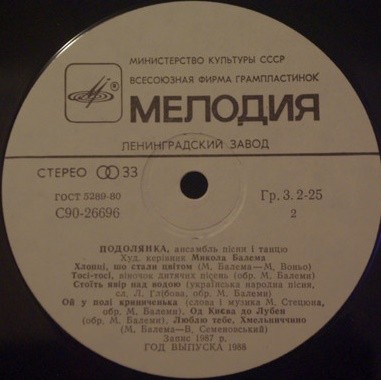 МИНИСТЕРСТВО КУЛЬТУРЫ СССР
ВСЕСОЮЗНАЯ ФИРМА ГРАМПЛАСТИНОК
МЕЛОДИЯ
ЛЕНИНГРАДСКИЙ ЗАВОД
СТЕРЕО 33
ГОСТ 5289-80
Гр. 3. 2-25
С90-26696
2
ПОДОЛЯНКА, ансамбль пісня і танцю
Худ. керівник Микола Балема
Хлопці, що стали цвітом (М. Балема—М. Воньо)
Тосі-тосі, віночок дитячих пісень (обр. М. Балеми)
Стоїть явір над водою (українська народна пісня,
сл. Л. Глібова, обр. М. Балеми)
Ой у полі криниченька (слова і музика М. Стецюна,
обр. М. Балеми), Од Києва до Лубен
(обр. М. Балеми), Люблю тебе, Хмельниччино
(М. Балема—В. Семеновський)
Запис 1987 р.
ГОД ВЫПУСКА 1988